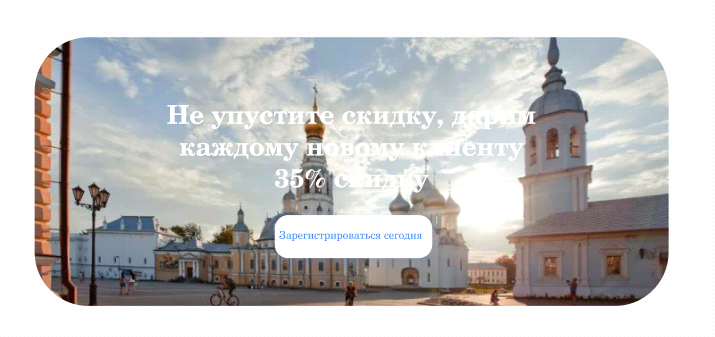 Не упустите скидку, дарим
каждому новому клиенту
35% скидку
Зарегистрироваться сегодня